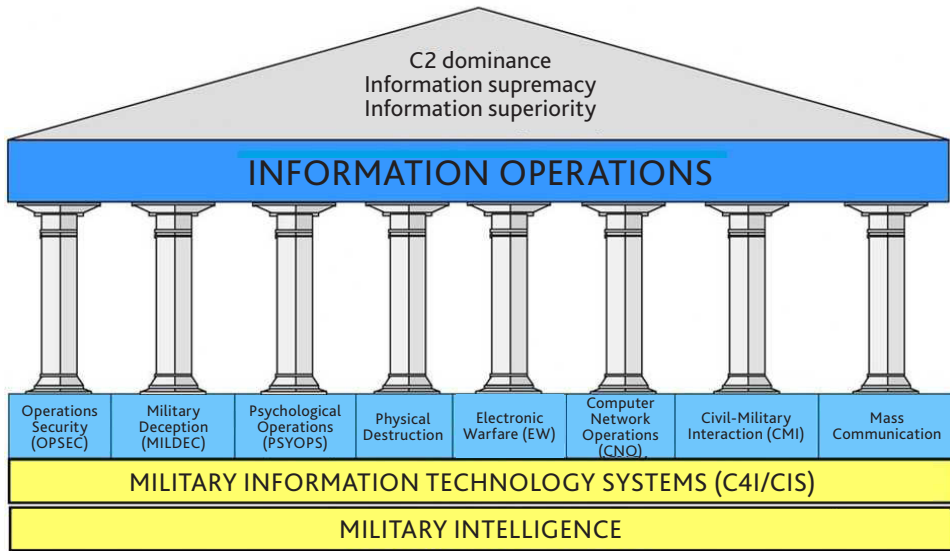 C2 dominance
Information supremacy
Information superiority
INFORMATION OPERATIONS
Operations
Security
(OPSEC)
Military
Deception
(MILDEC)
Psychological
Operations
(PSYOPS)
Physical
Destruction
Electronic
Warfare (EW)
Computer
Network
Operations
(CNO)
Civil-Military
Interaction (CMI)
Mass
Communication
MILITARY INFORMATION TECHNOLOGY SYSTEMS (C4I/CIS)
MILITARY INTELLIGENCE